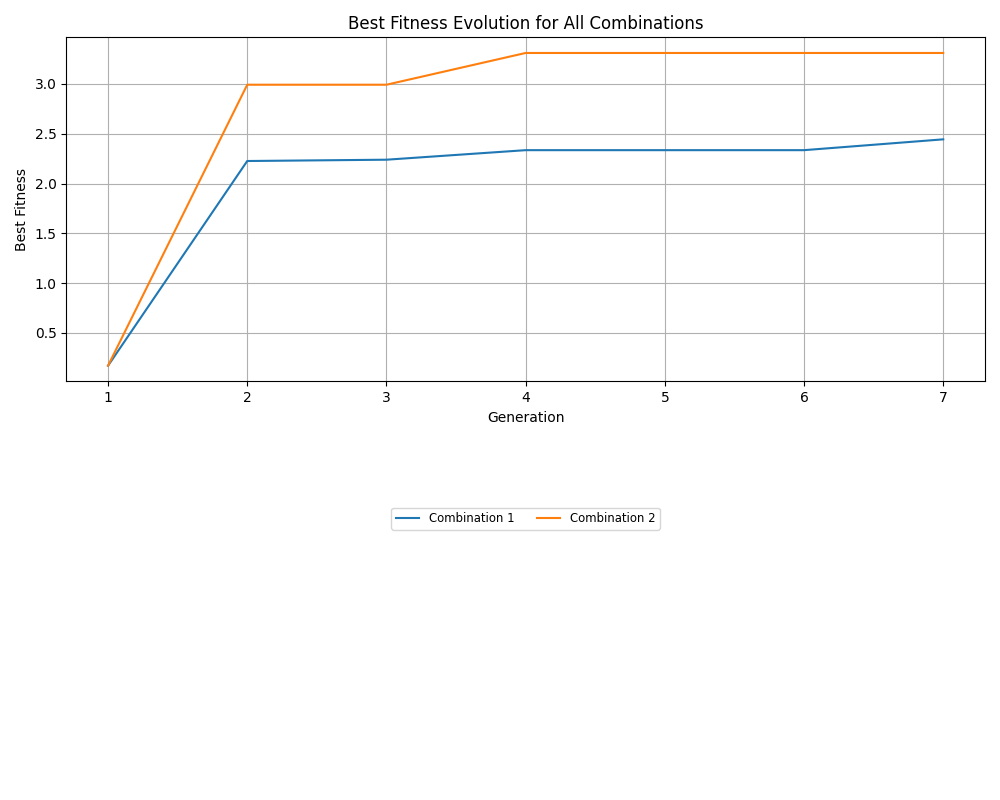 Best Fitness Evolution for All Combinations
3.0
2.5
2.0
1.5
1.0
0.5
Best Fitness
1 2 3 4 5 6 7
Generation
Combination 1 Combination 2